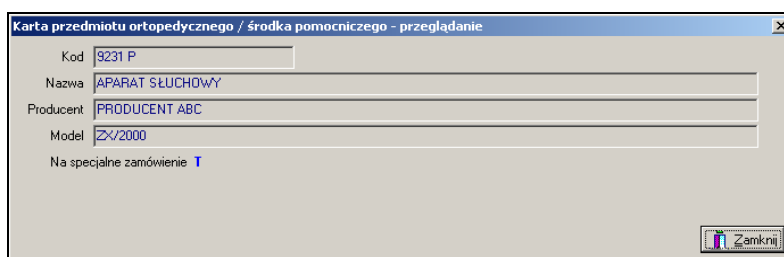 Karta przedmiotu ortopedycznego / środka pomocniczego - przeglądanie
Kod 9231 P
Nazwa APARAT SŁUCHOWY
Producent PRODUCENT ABC
Model ZX/2000
Na specjalne zamówienie T
Zamknij